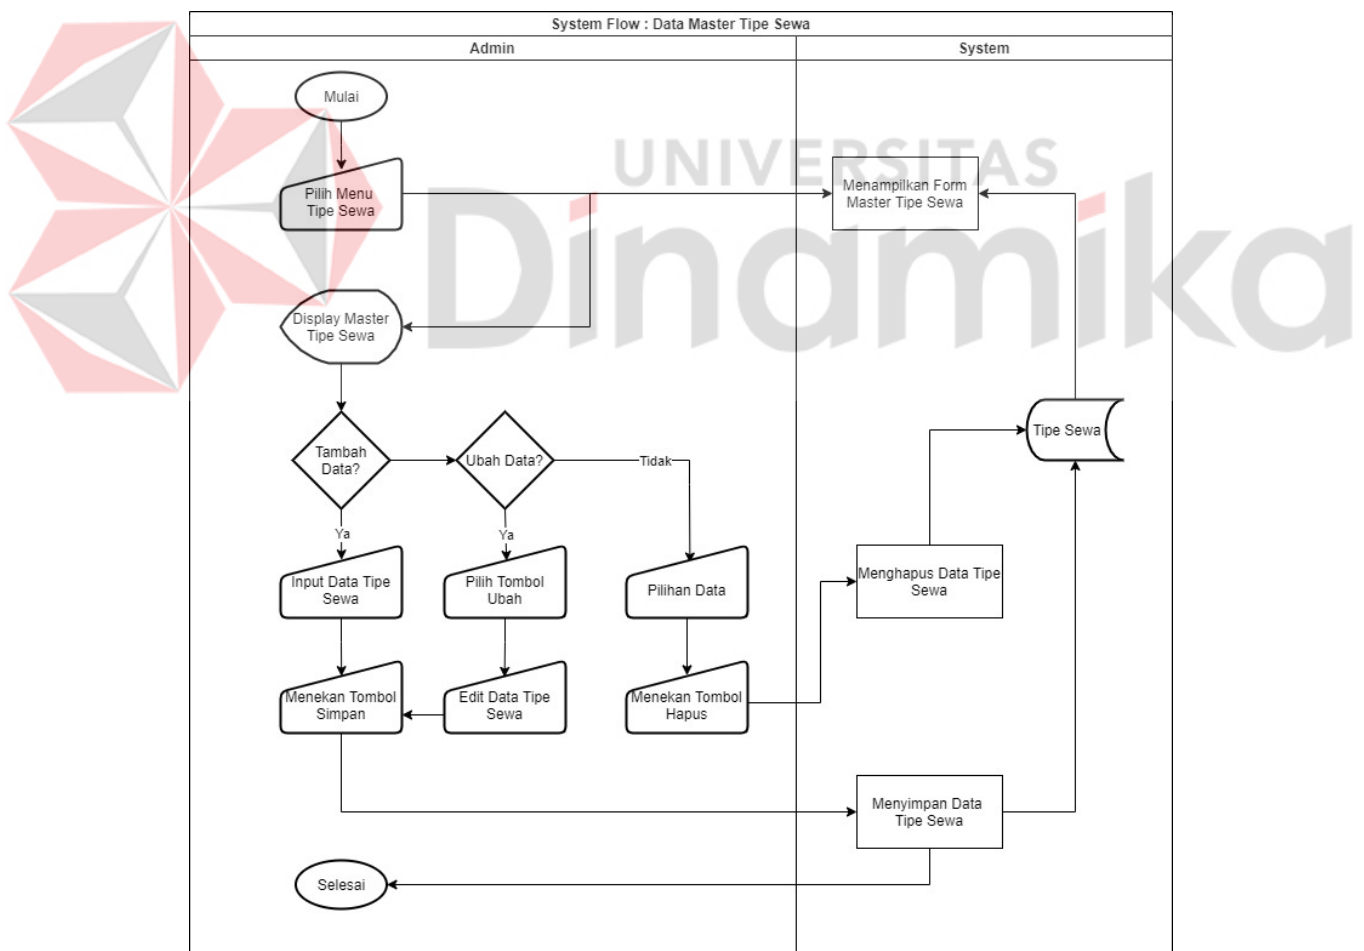 System Flow : Data Master Tipe Sewa
Admin
System
Mulai
UNIVERSITAS
Dinamika
Pilih Menu
Tipe Sewa
Menampilkan Form
Master Tipe Sewa
Display Master
Tipe Sewa
Tipe Sewa
Tambah
Data?
Ubah Data?
Tidak
Ya
Ya
Input Data Tipe
Sewa
Pilih Tombol
Ubah
Pilihan Data
Menghapus Data Tipe
Sewa
Menekan Tombol
Simpan
Edit Data Tipe
Sewa
Menekan Tombol
Hapus
Menyimpan Data
Tipe Sewa
Selesai